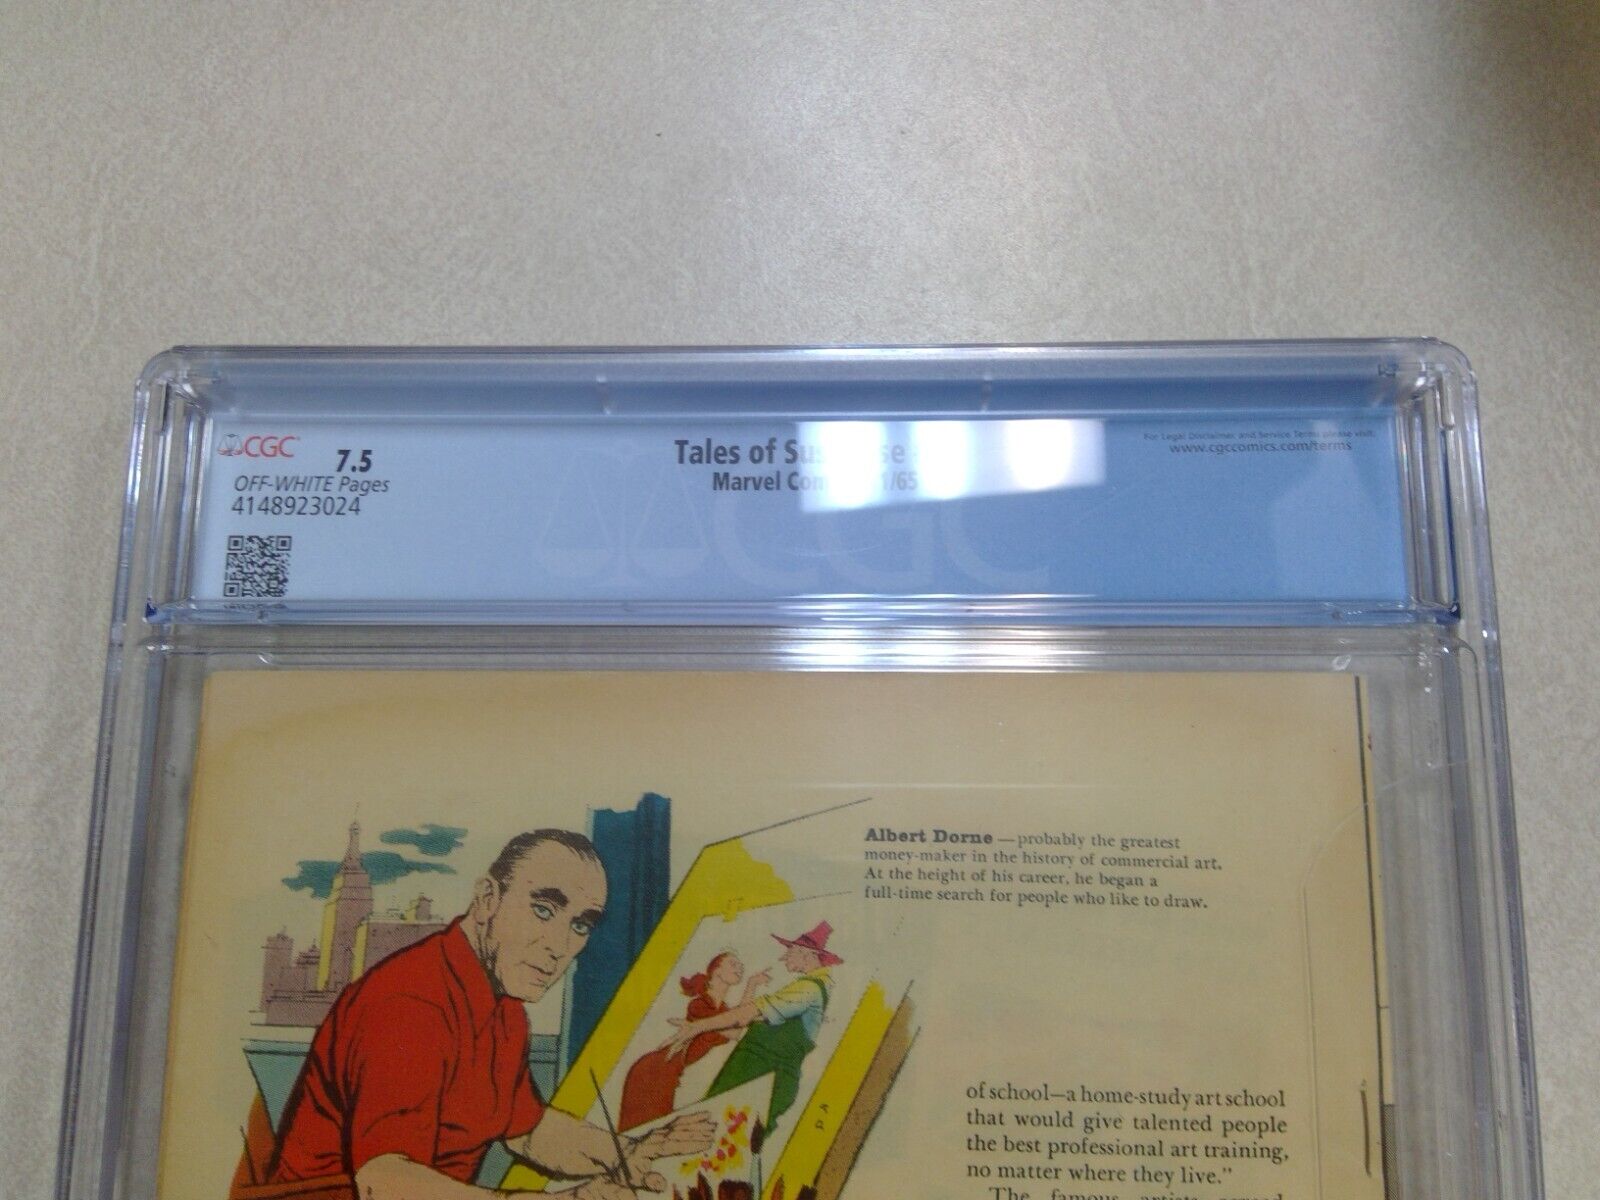 CGC
7.5
OFF-WHITE Pages
4148923024
Tales of
Marvel 1/65
For Legal Disclaimer and Service Terms please visit:
www.cgccomics.com/terms
CGC
Albert Dorne — probably the greatest
money-maker in the history of commercial art.
At the height of his career, he began a
full-time search for people who like to draw.
of school—a home-study art school
that would give talented people
the best professional art training,
no matter where they live."
The famous artists